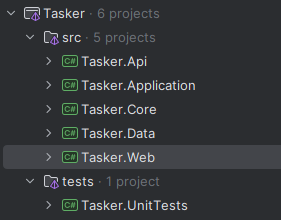 Tasker · 6 projects
src · 5 projects
C# Tasker.Api
C# Tasker.Application
C# Tasker.Core
C# Tasker.Data
C# Tasker.Web
tests · 1 project
C# Tasker.UnitTests